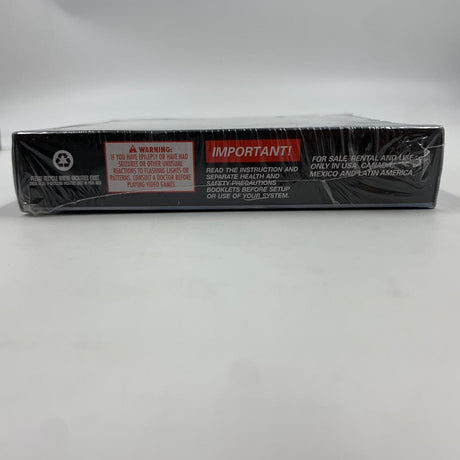 PLEASE RECYCLE WHERE FACILITIES EXIST
WARNING:
IF YOU HAVE EPILEPSY OR HAVE HAD
SEIZURES OR OTHER UNUSUAL
REACTIONS TO FLASHING LIGHTS OR
PATTERNS, CONSULT A DOCTOR BEFORE
PLAYING VIDEO GAMES.
IMPORTANT!
READ THE INSTRUCTION AND
SEPARATE HEALTH AND
SAFETY PRECAUTIONS
BOOKLETS BEFORE SETUP
OR USE OF YOUR SYSTEM.
FOR SALE, RENTAL AND USE
ONLY IN USA, CANADA,
MEXICO AND LATIN AMERICA.